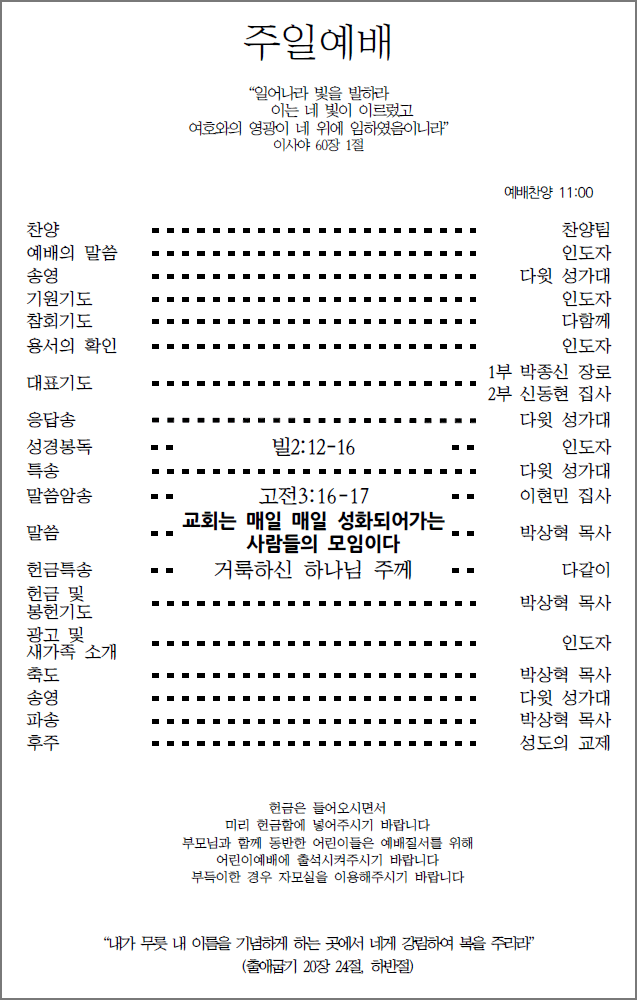 주일예배
“일어나라 빛을 발하라
이는 네 빛이 이르렀고
여호와의 영광이 네 위에 임하였음이니라”
이사야 60장 1절
예배찬양 11:00
찬양 찬양팀
예배의 말씀 인도자
송영 다윗 성가대
기원기도 인도자
참회기도 다함께
용서의 확인 인도자
대표기도 1부 박종신 장로
2부 신동현 집사
응답송 다윗 성가대
성경봉독 빌2:12-16 인도자
특송 다윗 성가대
말씀암송 고전3:16-17 이현민 집사
말씀 교회는 매일 매일 성화되어가는
사람들의 모임이다 박상혁 목사
헌금특송 거룩하신 하나님 주께 다같이
헌금 및
봉헌기도 박상혁 목사
광고 및
새가족 소개 인도자
축도 박상혁 목사
송영 다윗 성가대
파송 박상혁 목사
후주 성도의 교제
헌금은 들어오시면서
미리 헌금함에 넣어주시기 바랍니다
부모님과 함께 동반한 어린이들은 예배질서를 위해
어린이예배에 출석시켜주시기 바랍니다
부득이한 경우 자모실을 이용해주시기 바랍니다
“내가 무릇 내 이름을 기념하게 하는 곳에서 네게 강림하여 복을 주리라”
(출애굽기 20장 24절, 하반절)